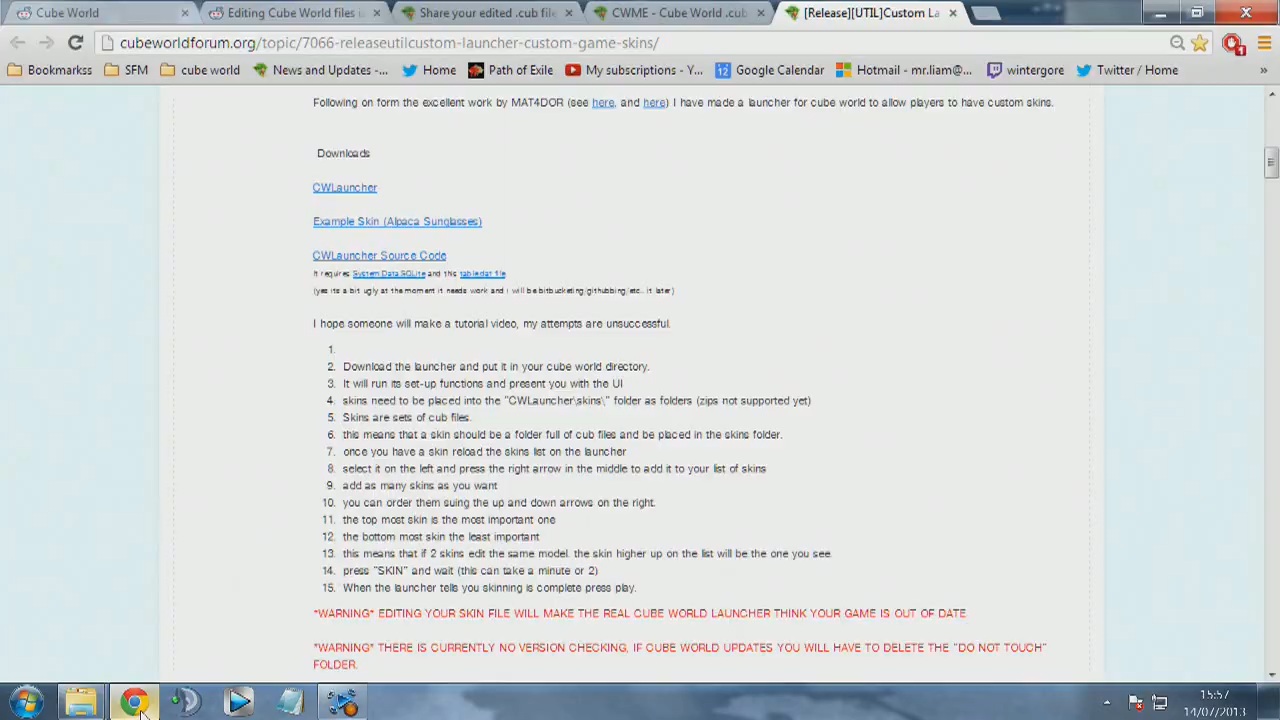 Cube World
Editing Cube World files is
Share your edited .cub file
CWME - Cube World .cub
[Release][UTIL]Custom La
cubeworldforum.org/topic/7066-releaseutilcustom-launcher-custom-game-skins/
1
Bookmarkss
SFM
cube world
News and Updates -...
Home
Path of Exile
My subscriptions - Y...
12
Google Calendar
Hotmail - mr.liam@...
wintergore
Twitter / Home
»
Following on form the excellent work by MAT4DOR (see here, and here) I have made a launcher for cube world to allow players to have custom skins.
Downloads
CWLauncher
Example Skin (Alpaca Sunglasses)
CWLauncher Source Code
It requires System.Data.SQLite and this table.dat file
(yes its a bit ugly at the moment it needs work and i will be bitbucketing/githubbing/etc.. it later)
I hope someone will make a tutorial video, my attempts are unsuccessful.
1.
2. Download the launcher and put it in your cube world directory.
3. It will run its set-up functions and present you with the UI
4. skins need to be placed into the "CWLauncher\skins\" folder as folders (zips not supported yet)
5. Skins are sets of cub files.
6. this means that a skin should be a folder full of cub files and be placed in the skins folder.
7. once you have a skin reload the skins list on the launcher
8. select it on the left and press the right arrow in the middle to add it to your list of skins
9. add as many skins as you want
10. you can order them suing the up and down arrows on the right.
11. the top most skin is the most important one
12. the bottom most skin the least important
13. this means that if 2 skins edit the same model. the skin higher up on the list will be the one you see.
14. press "SKIN" and wait (this can take a minute or 2)
15. When the launcher tells you skinning is complete press play.
*WARNING* EDITING YOUR SKIN FILE WILL MAKE THE REAL CUBE WORLD LAUNCHER THINK YOUR GAME IS OUT OF DATE
*WARNING* THERE IS CURRENTLY NO VERSION CHECKING, IF CUBE WORLD UPDATES YOU WILL HAVE TO DELETE THE "DO NOT TOUCH"
FOLDER.
15:57
14/07/2013